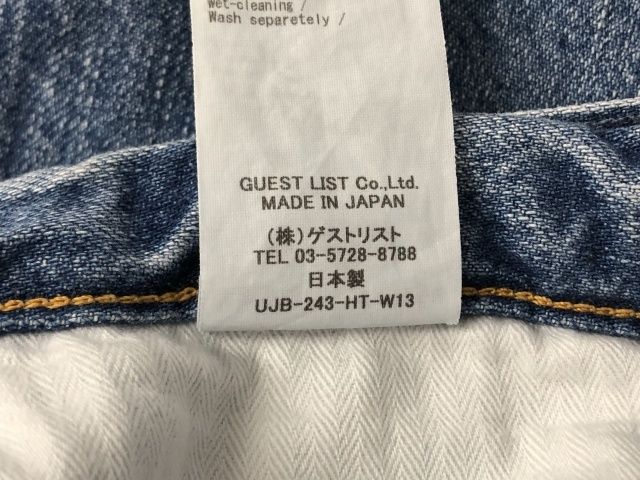 Wet-cleaning /
Wash separetely /
GUEST LIST Co.,Ltd.
MADE IN JAPAN
(株)ゲストリスト
TEL 03-5728-8788
日本製
UJB-243-HT-W13